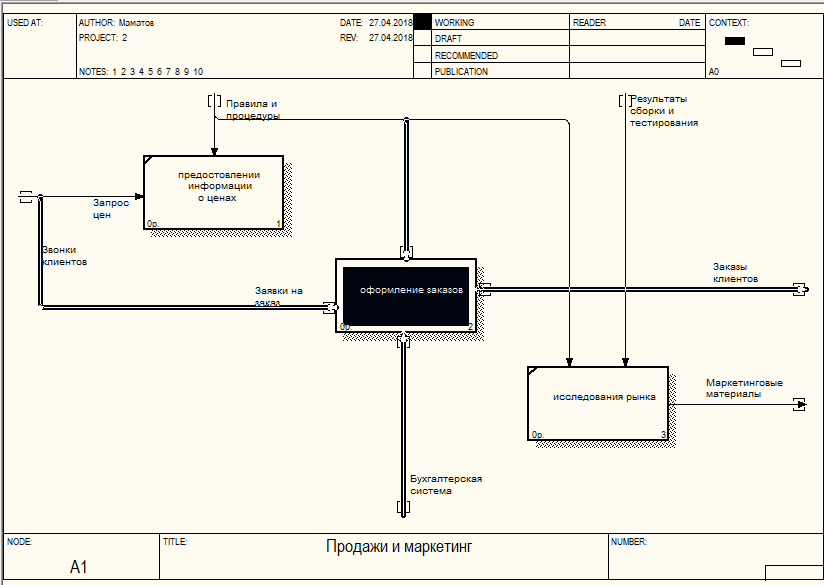 USED AT:
AUTHOR: Маматов
DATE: 27.04.2018
WORKING
READER
DATE
CONTEXT:
PROJECT: 2
REV: 27.04.2018
DRAFT
RECOMMENDED
NOTES: 1 2 3 4 5 6 7 8 9 10
PUBLICATION
A0
Правила и
процедуры
Результаты
сборки и
тестирования
предостовлении
информации
о ценах
0р.
1
Запрос
цен
Звонки
клиентов
Заявки на
заказ
оформление заказов
0р.
2
Заказы
клиентов
исследования рынка
0р.
3
Маркетинговые
материалы
Бухгалтерская
система
NODE:
A1
TITLE:
Продажи и маркетинг
NUMBER: